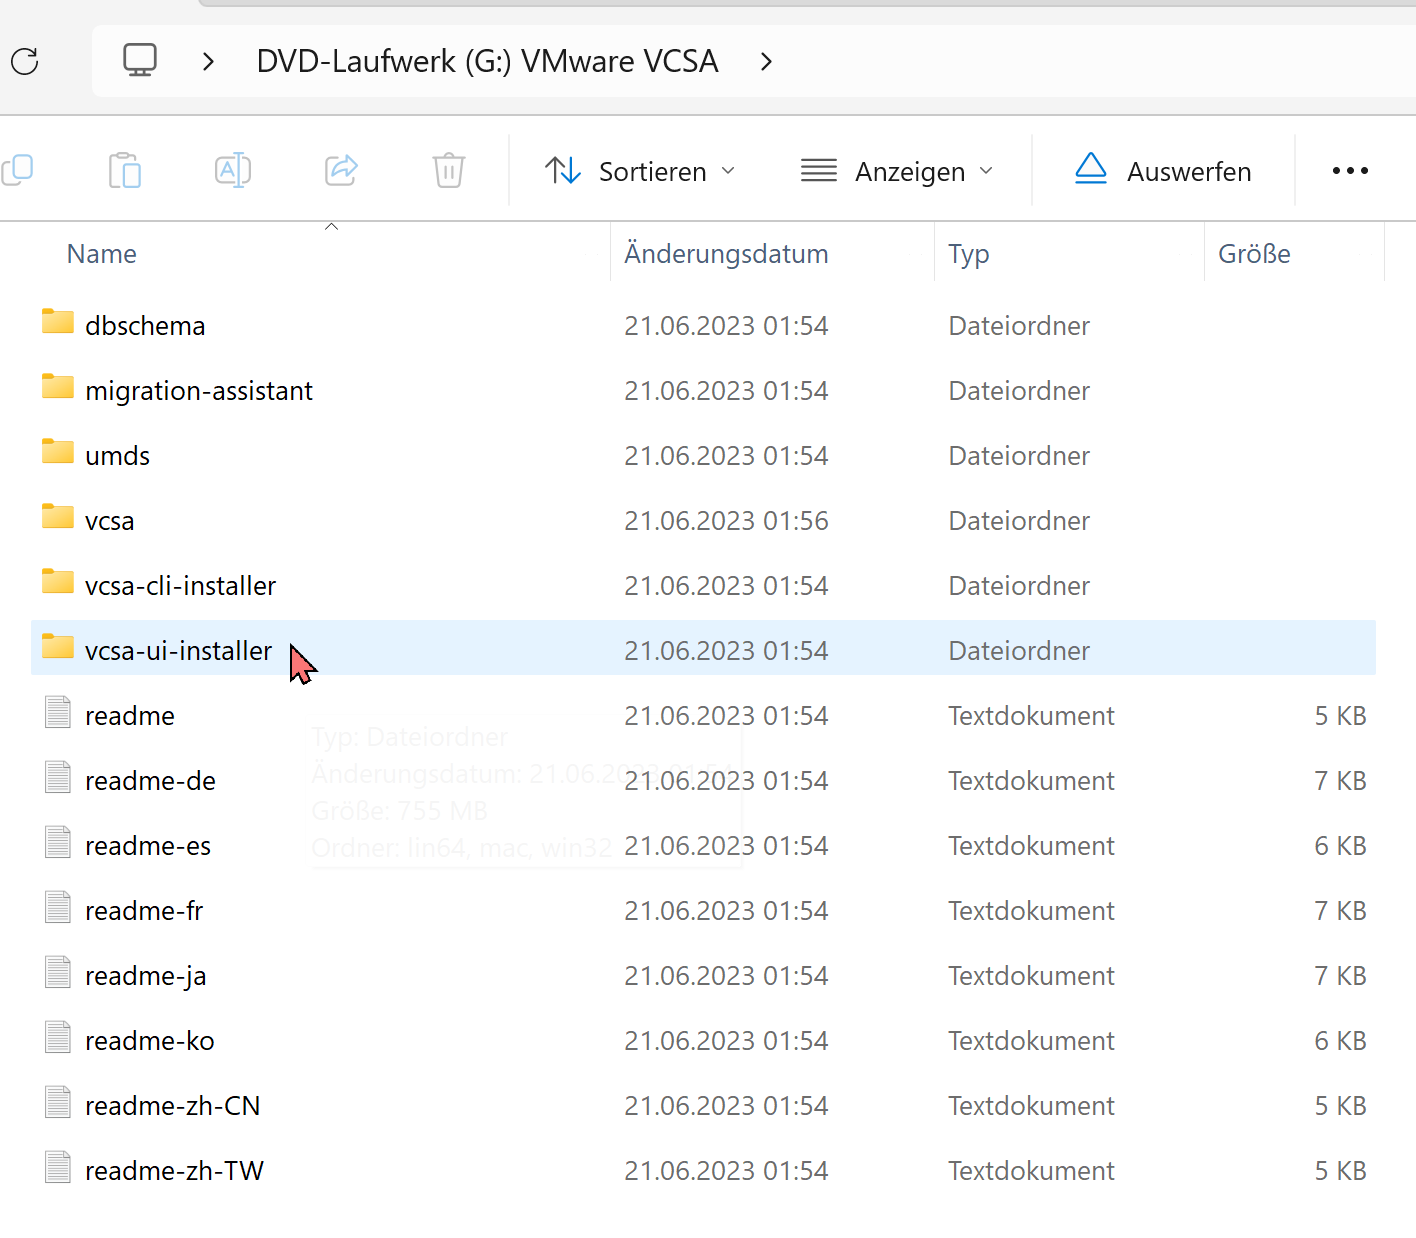 DVD-Laufwerk (G:) VMware VCSA
Sortieren Anzeigen Auswerfen
Name Änderungsdatum Typ Größe
dbschema 21.06.2023 01:54 Dateiordner
migration-assistant 21.06.2023 01:54 Dateiordner
umds 21.06.2023 01:54 Dateiordner
vcsa 21.06.2023 01:56 Dateiordner
vcsa-cli-installer 21.06.2023 01:54 Dateiordner
vcsa-ui-installer 21.06.2023 01:54 Dateiordner
readme 21.06.2023 01:54 Textdokument 5 KB
Typ: Dateiordner
Änderungsdatum: 21.06.2023 01:54
readme-de 21.06.2023 01:54 Textdokument 7 KB
Größe: 755 MB
Ordner: lin64, mac, win32
readme-es 21.06.2023 01:54 Textdokument 6 KB
readme-fr 21.06.2023 01:54 Textdokument 7 KB
readme-ja 21.06.2023 01:54 Textdokument 7 KB
readme-ko 21.06.2023 01:54 Textdokument 6 KB
readme-zh-CN 21.06.2023 01:54 Textdokument 5 KB
readme-zh-TW 21.06.2023 01:54 Textdokument 5 KB